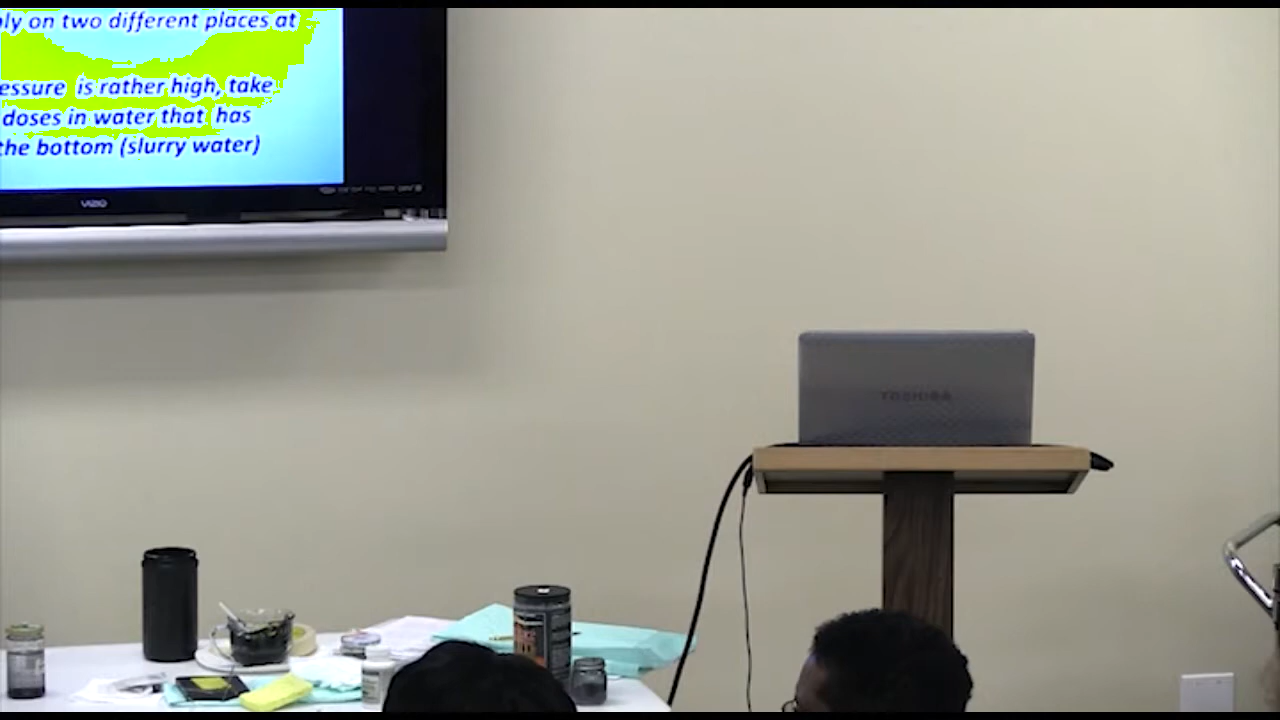 ly on two different places at
essure is rather high, take
doses in water that has
the bottom (slurry water)
VIZIO
TOSHIBA